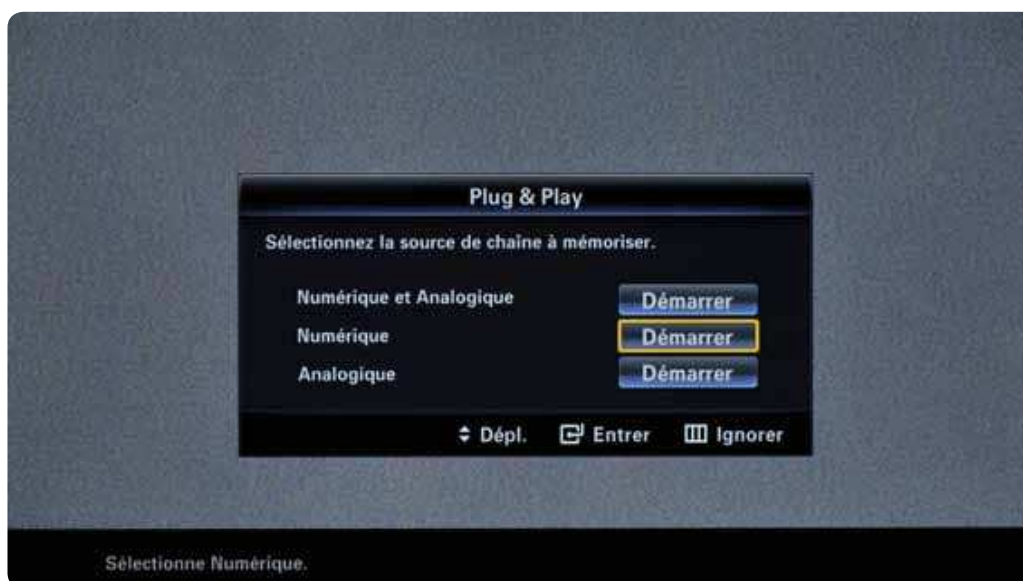 Plug & Play
Sélectionnez la source de chaîne à mémoriser.
Numérique et Analogique Démarrer
Numérique Démarrer
Analogique Démarrer
Dépl. Entrer Ignorer
Sélectionne Numérique.